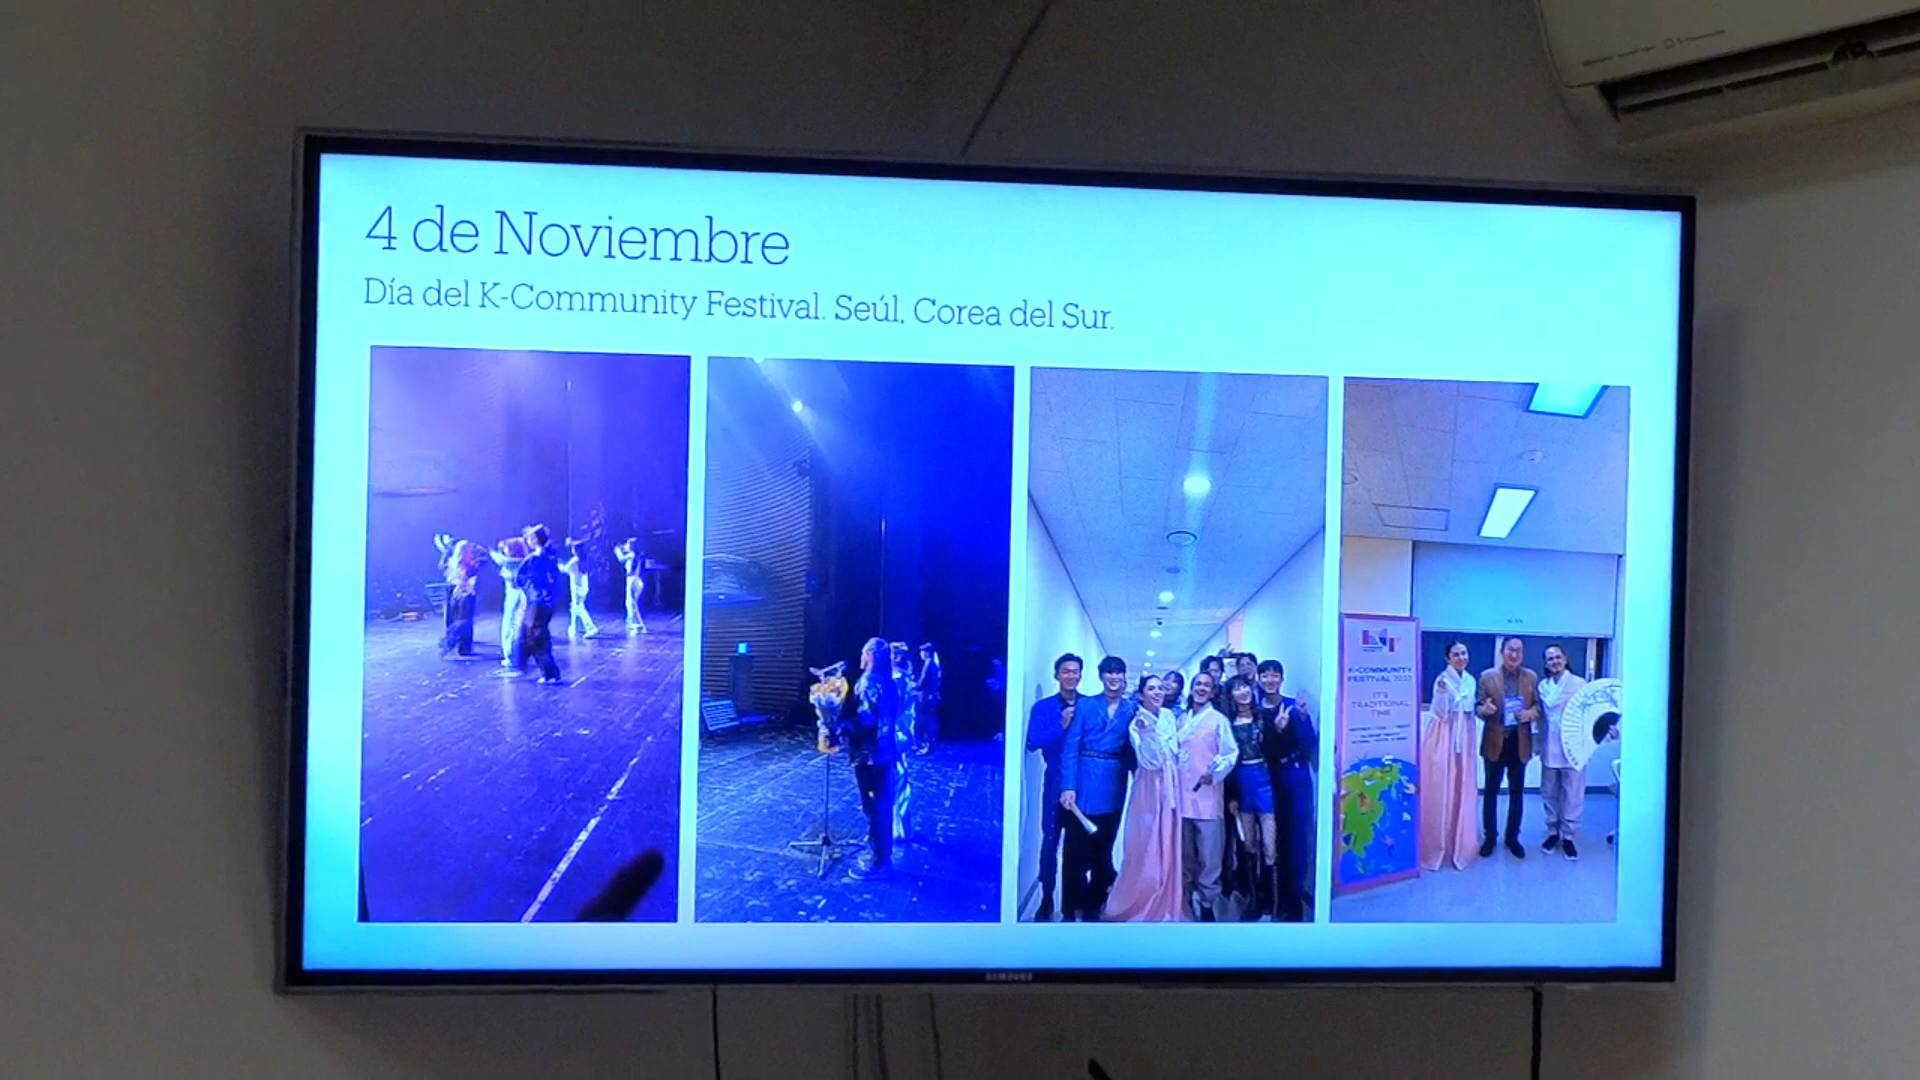 4 de Noviembre
Día del K-Community Festival. Seúl, Corea del Sur.
K-COMMUNITY
FESTIVAL
IT'S
TRADITIONAL
TIME
SAMSUNG